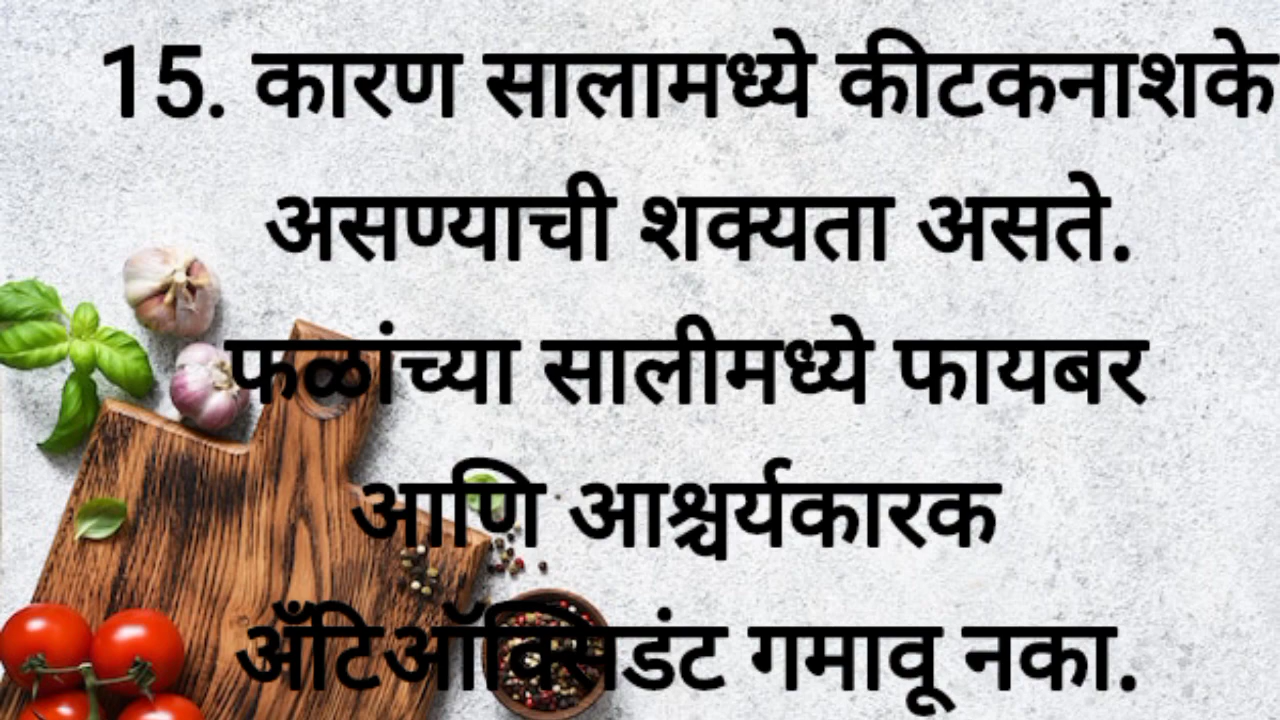 15. कारण सालामध्ये कीटकनाशके
असण्याची शक्यता असते.
फळांच्या सालीमध्ये फायबर
आणि आश्चर्यकारक
अँटिऑक्सिडंट गमावू नका.